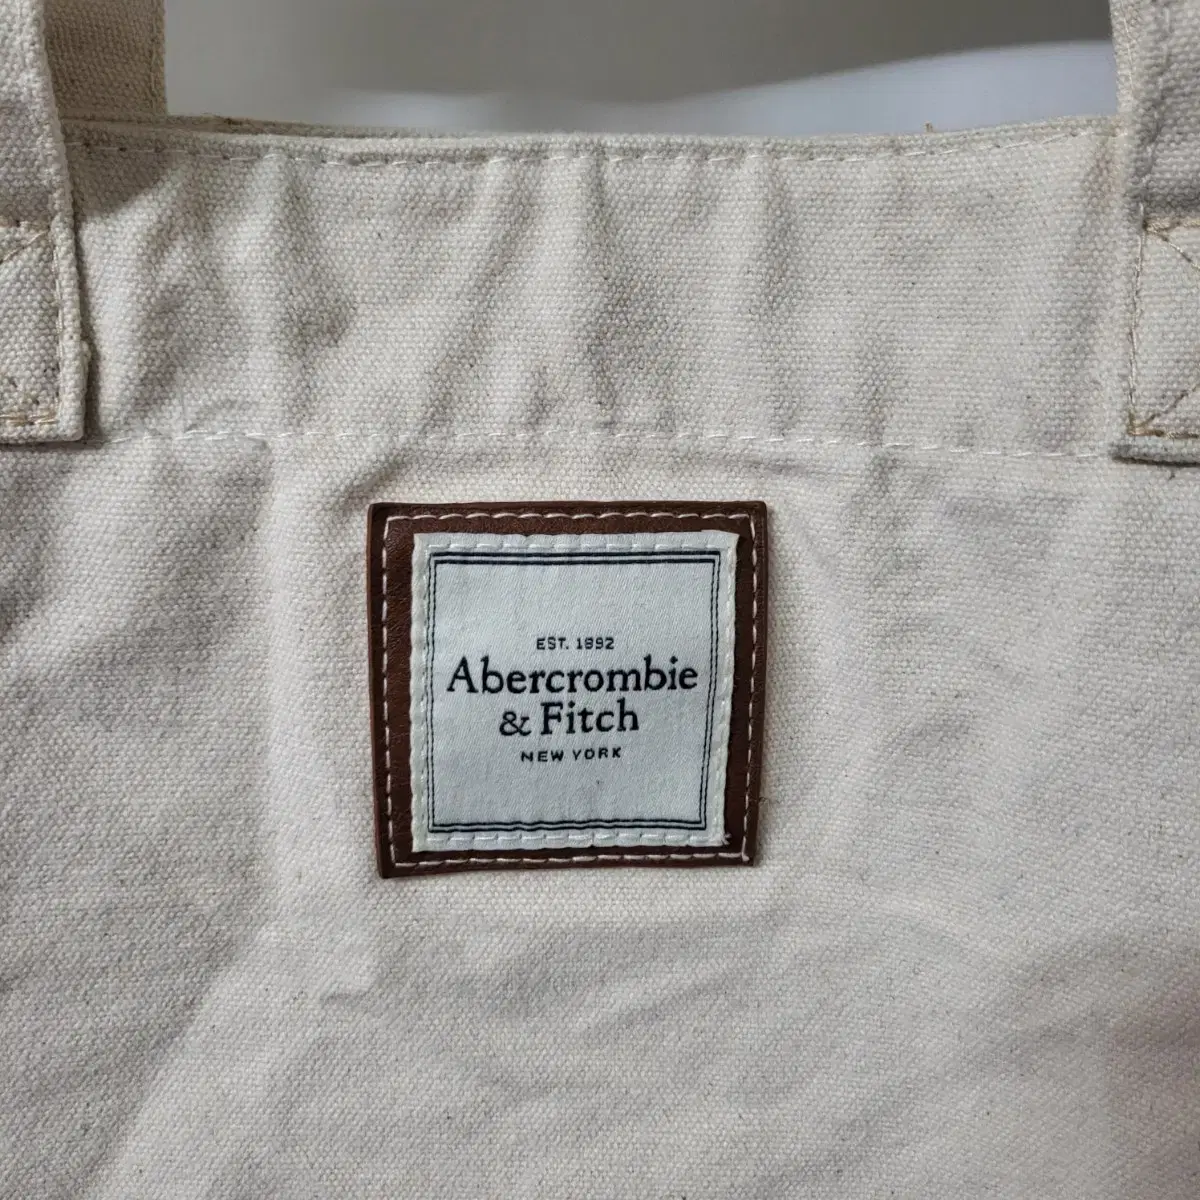 EST. 1892
Abercrombie
& Fitch
NEW YORK